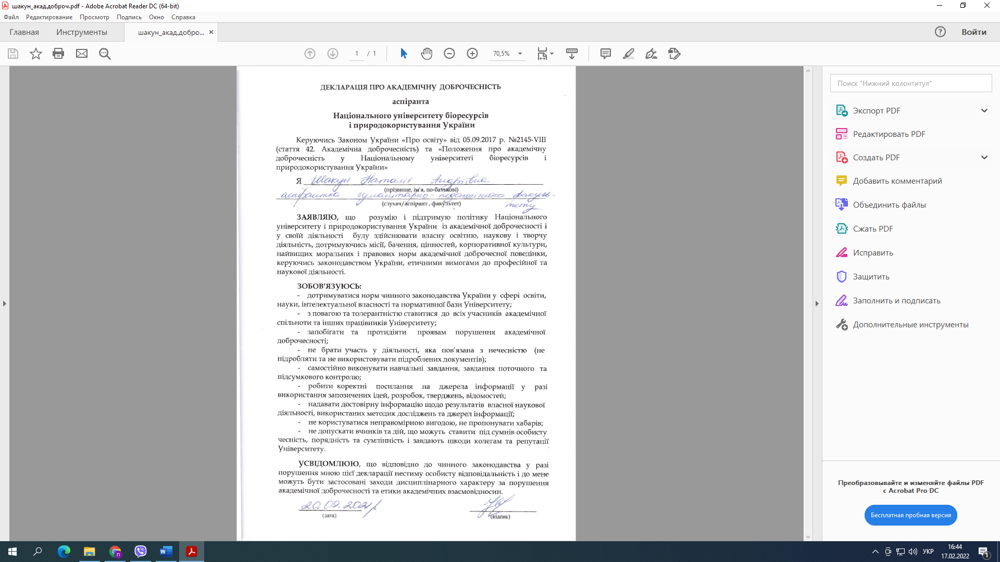 шакун_акад.доброч.pdf - Adobe Acrobat Reader DC (64-bit)
Файл Редактирование Просмотр Подпись Окно Справка
Главная Инструменты шакун_акад.добро... × Войти
1 / 1 70,5%
Поиск "Нижний колонтитул"
Экспорт PDF
Редактировать PDF
Создать PDF
Добавить комментарий
Объединить файлы
Сжать PDF
Исправить
Защитить
Заполнить и подписать
Дополнительные инструменты
Преобразовывайте и изменяйте файлы PDF
с Acrobat Pro DC
Бесплатная пробная версия
ДЕКЛАРАЦІЯ ПРО АКАДЕМІЧНУ ДОБРОЧЕСНІСТЬ
аспіранта
Національного університету біоресурсів
і природокористування України
Керуючись Законом України «Про освіту» від 05.09.2017 р. №2145-VIII
(стаття 42. Академічна доброчесність) та «Положення про академічну
доброчесність у Національному університеті біоресурсів і
природокористування України»
Я Шакун Наталія Андріївна
(прізвище, ім’я, по-батькові)
аспірантка гуманітарно-педагогічного факуль-
(слухач/аспірант , факультет) тету
ЗАЯВЛЯЮ, що розумію і підтримую політику Національного
університету і природокористування України із академічної доброчесності і
у своїй діяльності буду здійснювати власну освітню, наукову і творчу
діяльність, дотримуючись місії, бачення, цінностей, корпоративної культури,
найвищих моральних і правових норм академічної доброчесної поведінки,
керуючись законодавством України, етичними вимогами до професійної та
наукової діяльності.
ЗОБОВ’ЯЗУЮСЬ:
- дотримуватися норм чинного законодавства України у сфері освіти,
науки, інтелектуальної власності та нормативної бази Університету;
- з повагою та толерантністю ставитися до всіх учасників академічної
спільноти та інших працівників Університету;
- запобігати та протидіяти проявам порушення академічної
доброчесності;
- не брати участь у діяльності, яка пов’язана з нечесністю (не
підробляти та не використовувати підроблених документів);
- самостійно виконувати навчальні завдання, завдання поточного та
підсумкового контролю;
- робити коректні посилання на джерела інформації у разі
використання запозичених ідей, розробок, тверджень, відомостей;
- надавати достовірну інформацію щодо результатів власної наукової
діяльності, використаних методик досліджень та джерел інформації;
- не користуватися неправомірною вигодою, не пропонувати хабарів;
- не допускати вчинків та дій, що можуть ставити під сумнів особисту
чесність, порядність та сумлінність і завдають шкоди колегам та репутації
Університету.
УСВІДОМЛЮЮ, що відповідно до чинного законодавства у разі
порушення мною цієї декларації нестиму особисту відповідальність і до мене
можуть бути застосовані заходи дисциплінарного характеру за порушення
академічної доброчесності та етики академічних взаємовідносин.
20.09.2021р.
(дата) (підпис)
УКР
16:44
17.02.2022
1